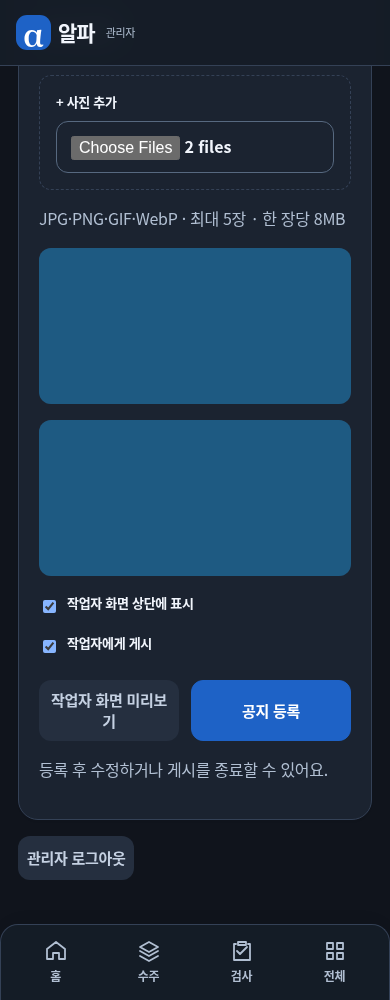 α 알파 관리자
+ 사진 추가
Choose Files 2 files
JPG·PNG·GIF·WebP · 최대 5장 · 한 장당 8MB
작업자 화면 상단에 표시
작업자에게 게시
작업자 화면 미리보
기
공지 등록
등록 후 수정하거나 게시를 종료할 수 있어요.
관리자 로그아웃
홈 수주 검사 전체